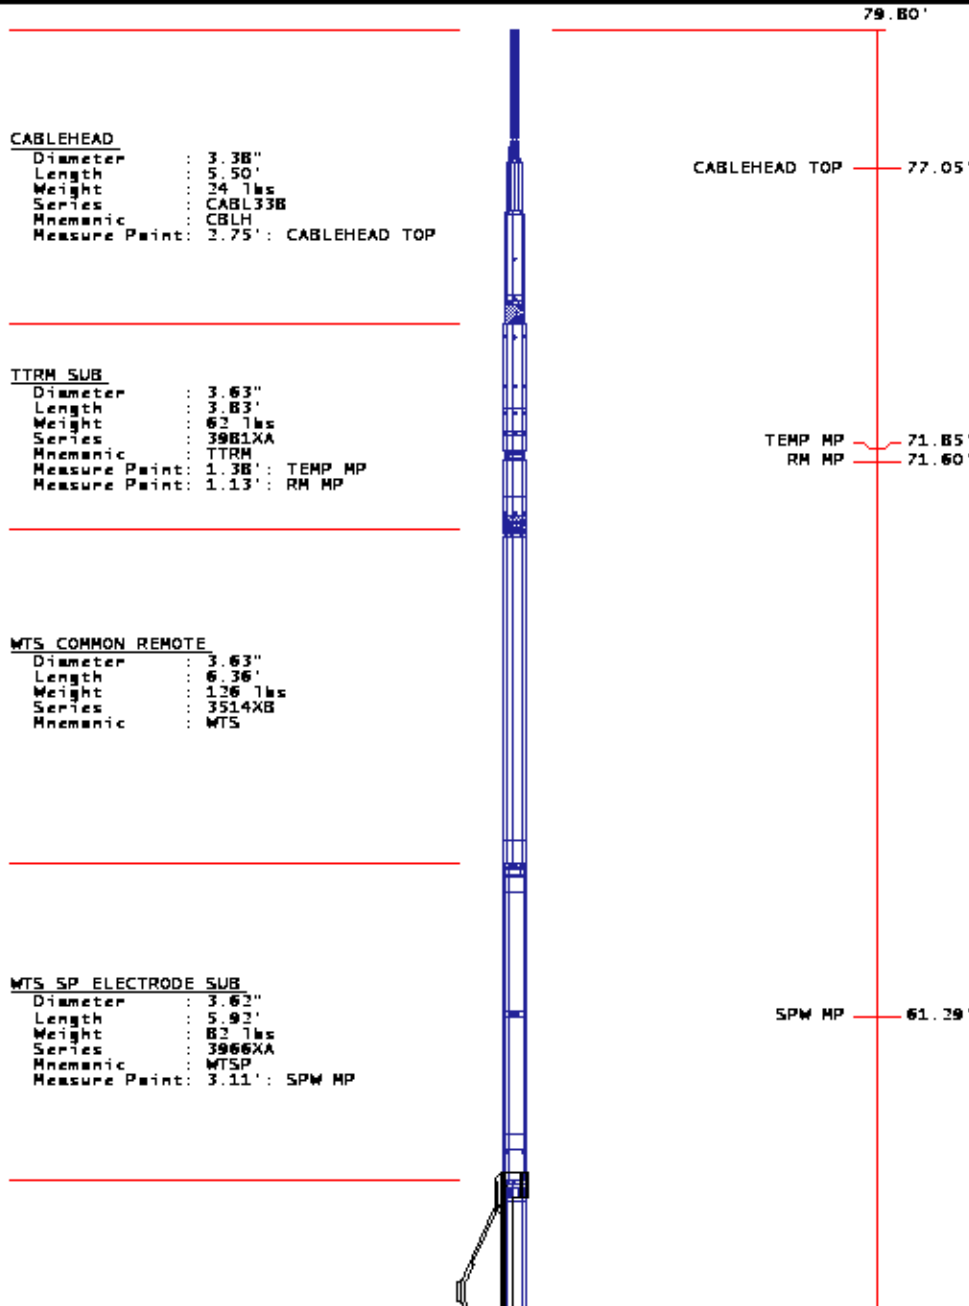 79.80'
CABLEHEAD
Diameter : 3.38"
Length : 5.50'
Weight : 24 lbs
Series : CABL338
Mnemonic : CBLH
Measure Point: 2.75': CABLEHEAD TOP
CABLEHEAD TOP 77.05'
TTRM SUB
Diameter : 3.63"
Length : 3.83'
Weight : 62 lbs
Series : 3981XA
Mnemonic : TTRM
Measure Point: 1.38': TEMP MP
Measure Point: 1.13': RM MP
TEMP MP 71.85'
RM MP 71.60'
WTS COMMON REMOTE
Diameter : 3.63"
Length : 6.36'
Weight : 126 lbs
Series : 3514XB
Mnemonic : WTS
WTS SP ELECTRODE SUB
Diameter : 3.62"
Length : 5.92'
Weight : 82 lbs
Series : 3966XA
Mnemonic : WTSP
Measure Point: 3.11': SPW MP
SPW MP 61.29'